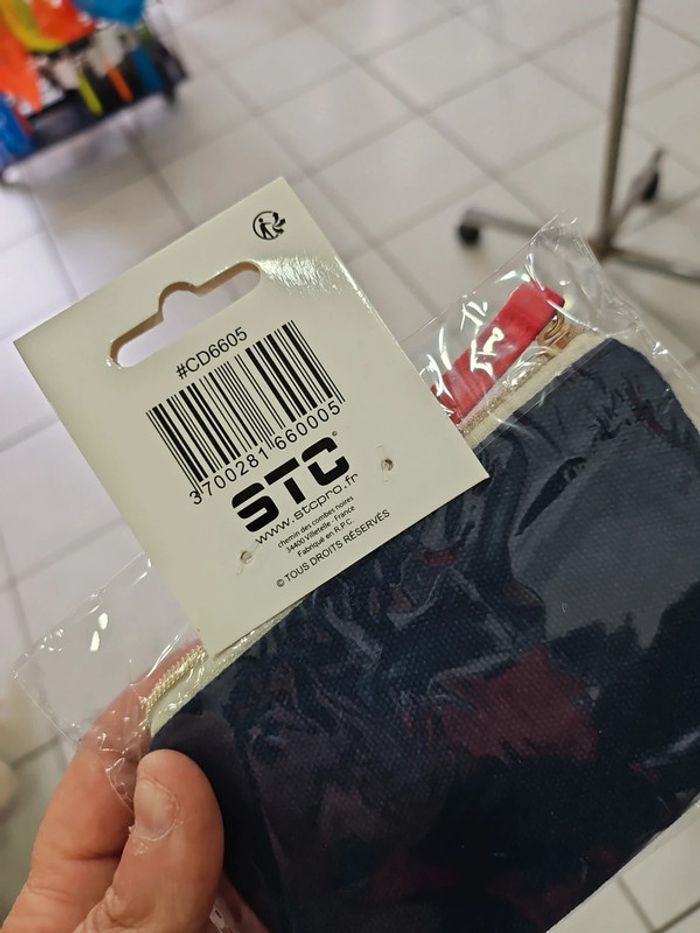 #CD6605
3700281660005
STC
www.stcpro.fr
chemin des combes noires
34400 Villetelle - France
Fabriqué en R.P.C.
© TOUS DROITS RÉSERVÉS